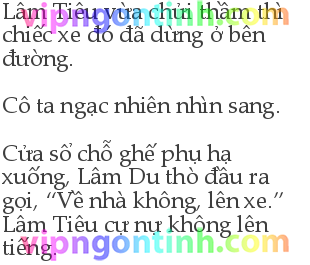 Lâm Tiêu vừa chửi thầm thì
chiếc xe đó đã dừng ở bên
đường.
Cô ta ngạc nhiên nhìn sang.
Cửa sổ chỗ ghế phụ hạ
xuống, Lâm Du thò đầu ra
gọi, “Về nhà không, lên xe.”
Lâm Tiêu cự nự không lên
tiếng.
vipngontinh.com
vipngontinh.com